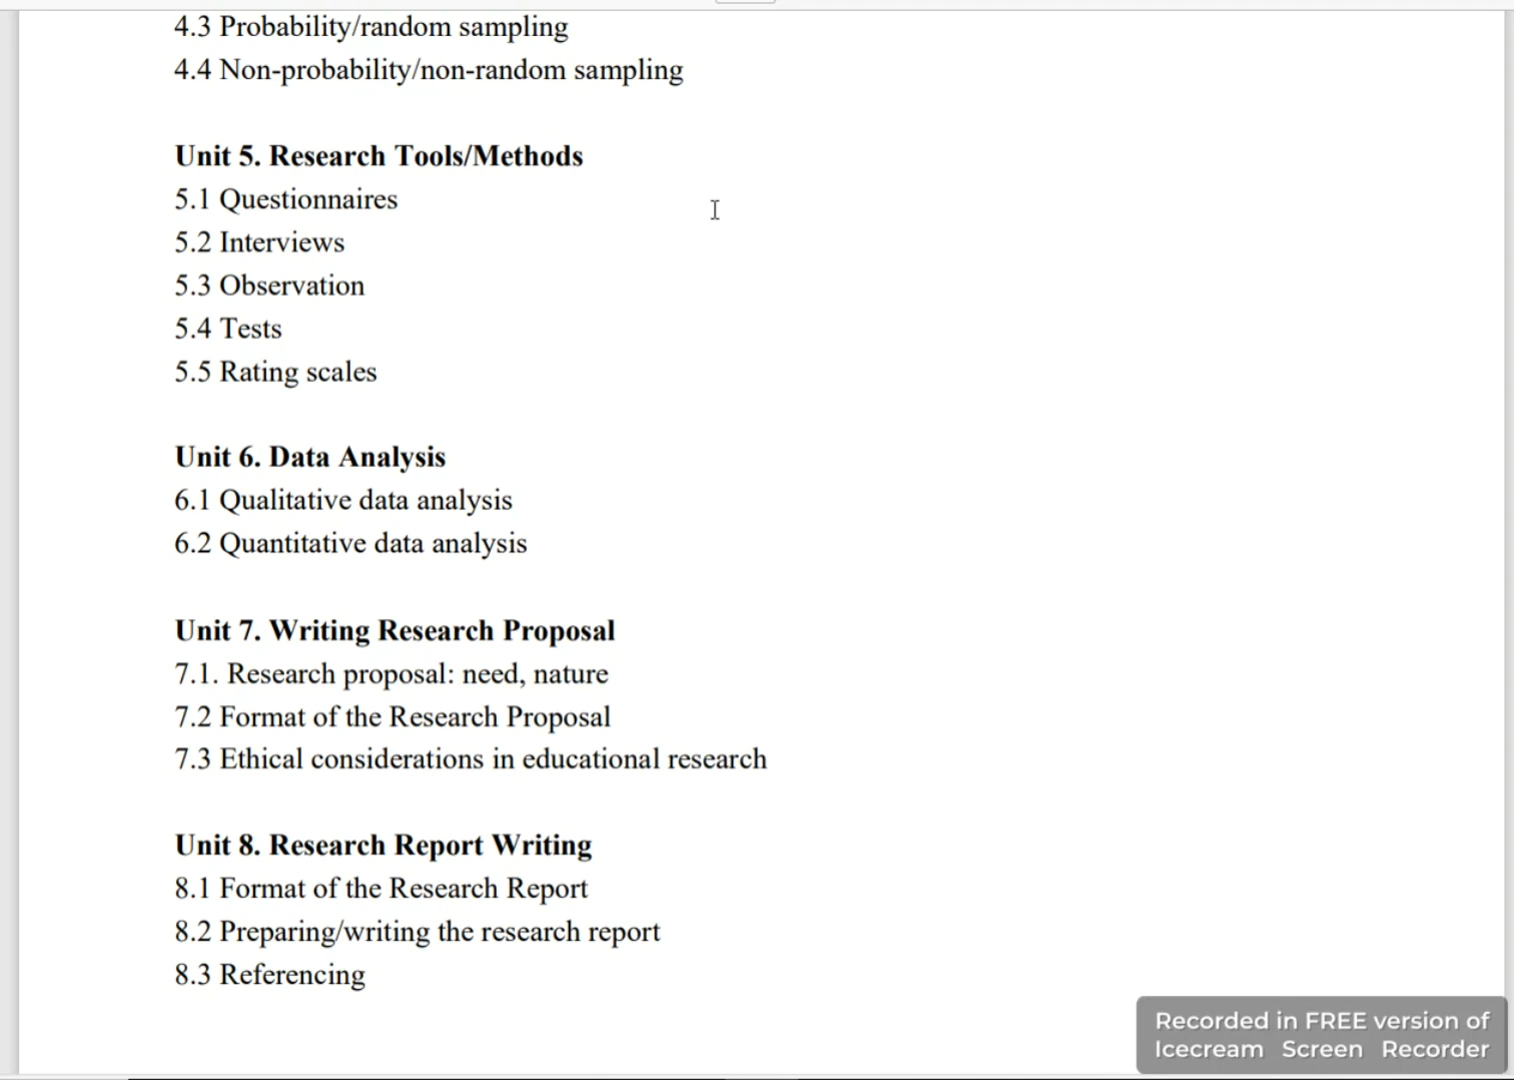 4.3 Probability/random sampling
4.4 Non-probability/non-random sampling
Unit 5. Research Tools/Methods
5.1 Questionnaires
5.2 Interviews
5.3 Observation
5.4 Tests
5.5 Rating scales
Unit 6. Data Analysis
6.1 Qualitative data analysis
6.2 Quantitative data analysis
Unit 7. Writing Research Proposal
7.1. Research proposal: need, nature
7.2 Format of the Research Proposal
7.3 Ethical considerations in educational research
Unit 8. Research Report Writing
8.1 Format of the Research Report
8.2 Preparing/writing the research report
8.3 Referencing
Recorded in FREE version of
Icecream Screen Recorder